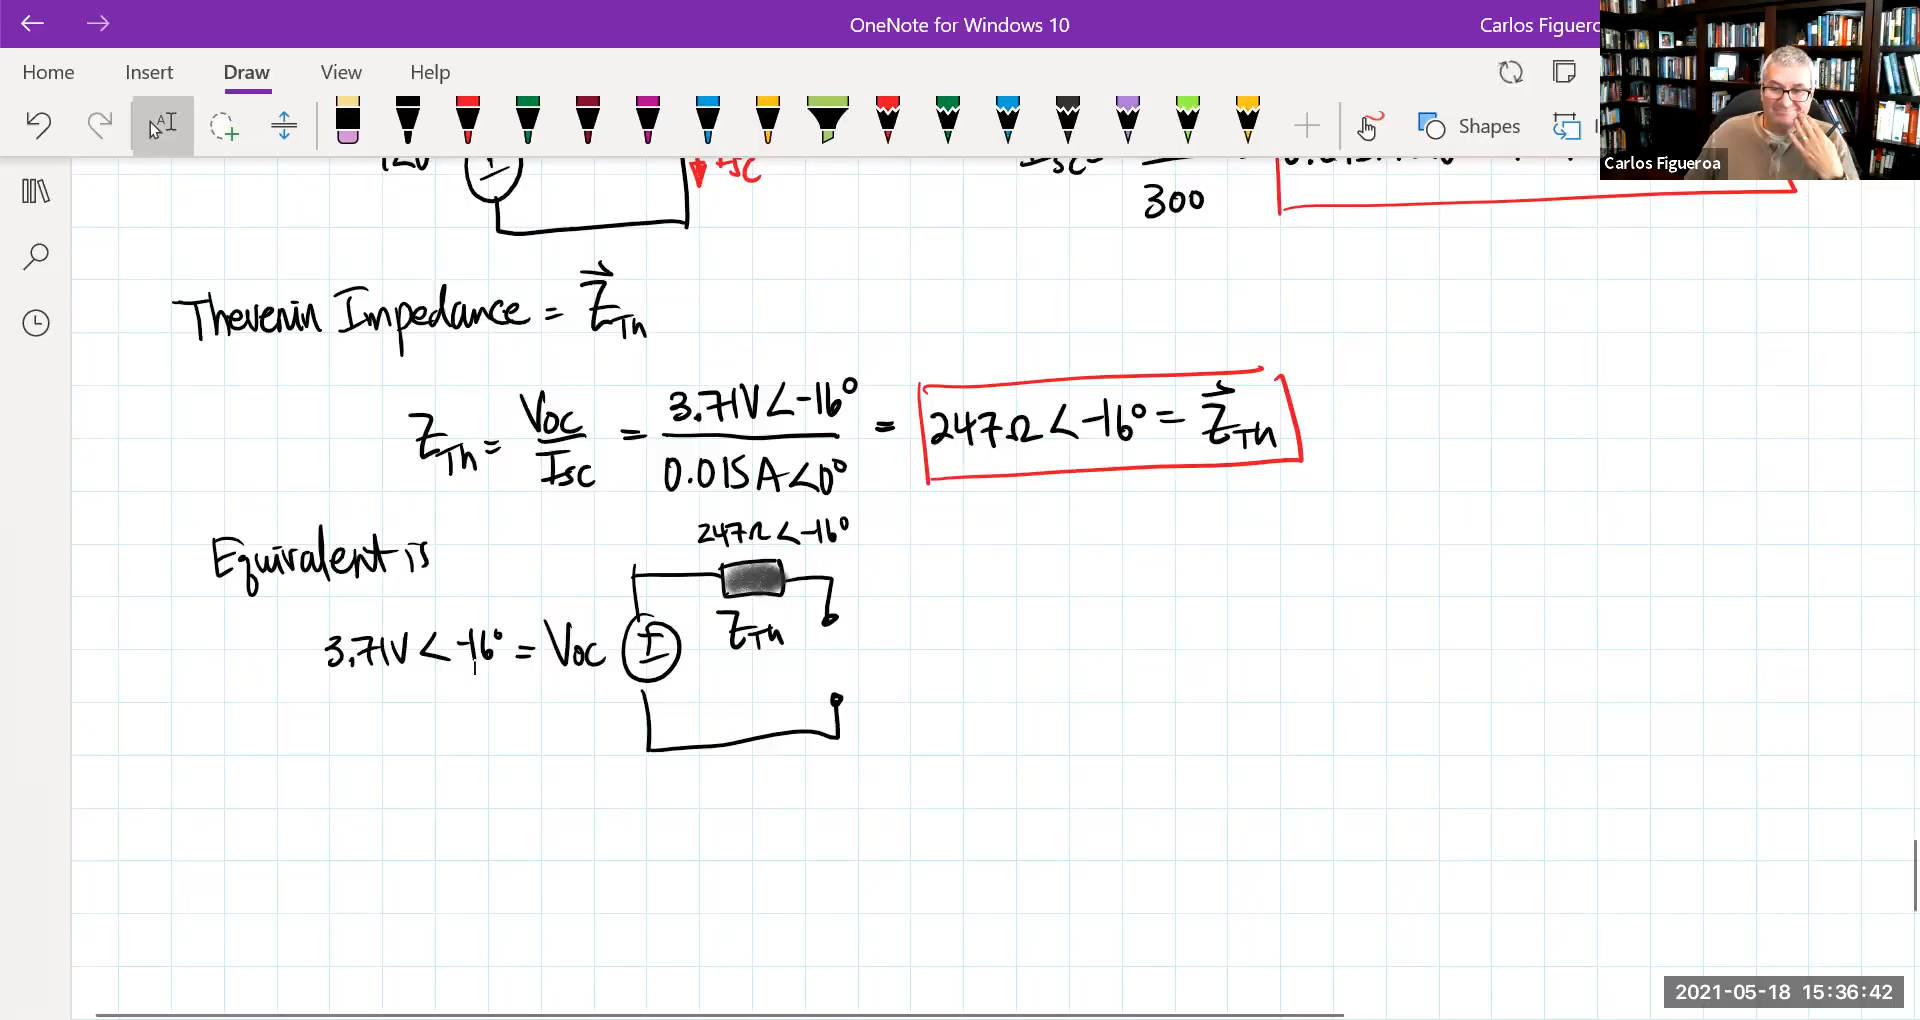 OneNote for Windows 10
Carlos Figuero
Home Insert Draw View Help
Shapes
Carlos Figueroa
12V
Isc
Isc=
300
Thevenin Impedance = Z⃗Th
ZTh = Voc / Isc = 3.71V∠-16° / 0.015A∠0° = 247Ω∠-16° = Z⃗Th
247Ω∠-16°
Equivalent is
ZTh
3.71V∠-16° = Voc
2021-05-18 15:36:42